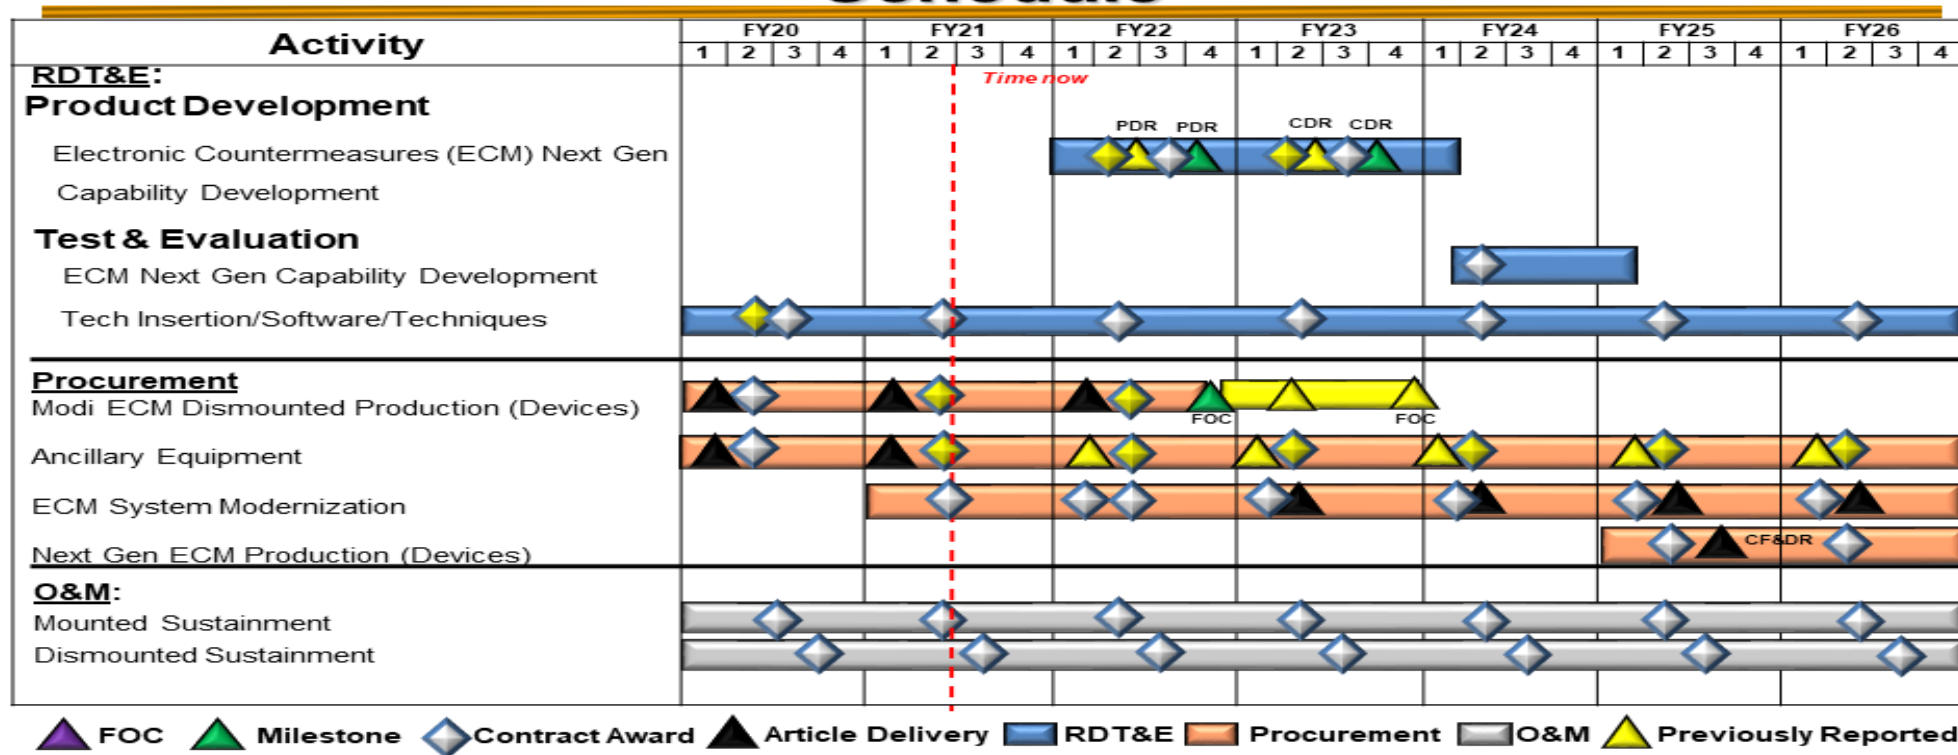 Schedule
Activity
FY20 FY21 FY22 FY23 FY24 FY25 FY26
1 2 3 4 1 2 3 4 1 2 3 4 1 2 3 4 1 2 3 4 1 2 3 4 1 2 3 4
RDT&E:
Time now
Product Development
PDR PDR CDR CDR
Electronic Countermeasures (ECM) Next Gen
Capability Development
Test & Evaluation
ECM Next Gen Capability Development
Tech Insertion/Software/Techniques
Procurement
Modi ECM Dismounted Production (Devices)
FOC FOC
Ancillary Equipment
ECM System Modernization
Next Gen ECM Production (Devices)
CF&DR
O&M:
Mounted Sustainment
Dismounted Sustainment
FOC Milestone Contract Award Article Delivery RDT&E Procurement O&M Previously Reported